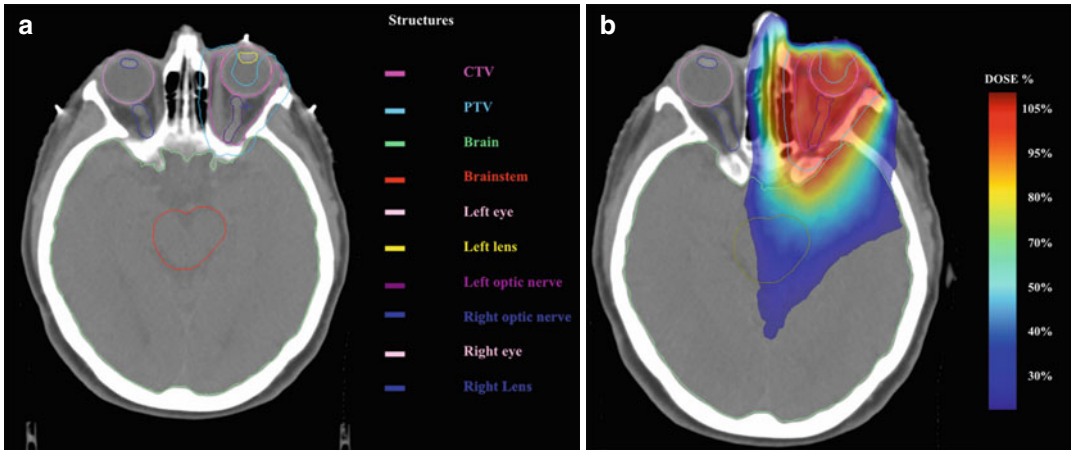 a
Structures
CTV
PTV
Brain
Brainstem
Left eye
Left lens
Left optic nerve
Right optic nerve
Right eye
Right Lens
b
DOSE %
105%
95%
80%
70%
50%
40%
30%